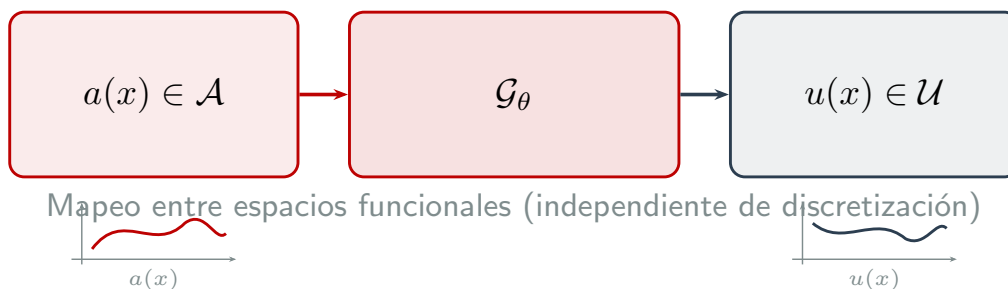 a(x) ∈ 𝒜
𝒢_θ
u(x) ∈ 𝒰
Mapeo entre espacios funcionales (independiente de discretización)
a(x)
u(x)